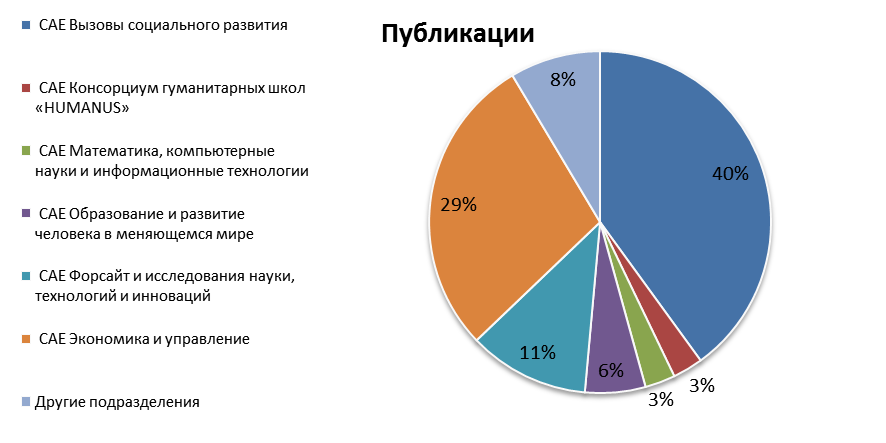 Публикации
САЕ Вызовы социального развития
САЕ Консорциум гуманитарных школ
«HUMANUS»
САЕ Математика, компьютерные
науки и информационные технологии
САЕ Образование и развитие
человека в меняющемся мире
САЕ Форсайт и исследования науки,
технологий и инноваций
САЕ Экономика и управление
Другие подразделения
40%
3%
3%
6%
11%
29%
8%